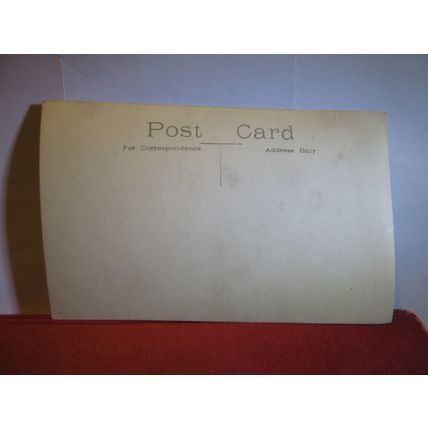 Post Card
For Correspondence Address Only